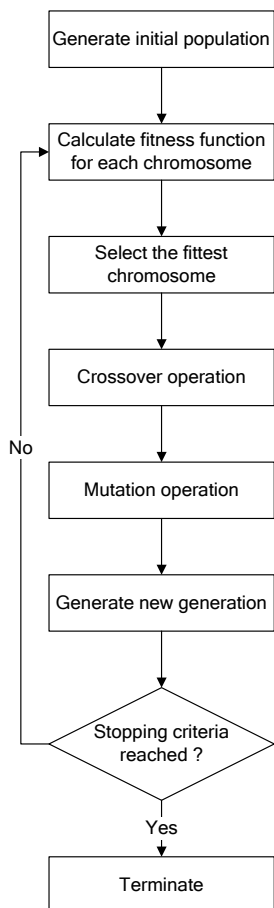 Generate initial population
Calculate fitness function
for each chromosome
Select the fittest
chromosome
Crossover operation
No
Mutation operation
Generate new generation
Stopping criteria
reached ?
Yes
Terminate